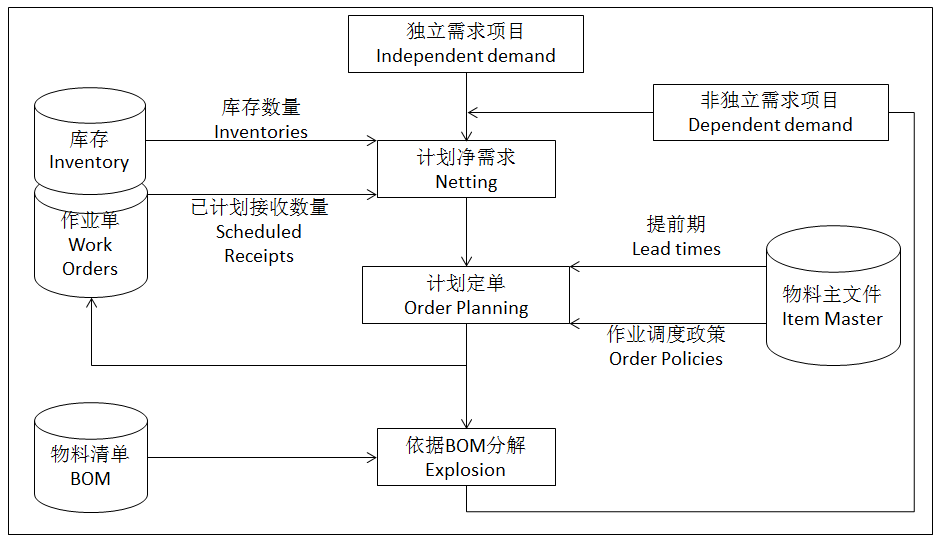 独立需求项目
Independent demand
非独立需求项目
Dependent demand
库存数量
Inventories
库存
Inventory
计划净需求
Netting
已计划接收数量
Scheduled
Receipts
作业单
Work
Orders
提前期
Lead times
计划定单
Order Planning
物料主文件
Item Master
作业调度政策
Order Policies
物料清单
BOM
依据BOM分解
Explosion